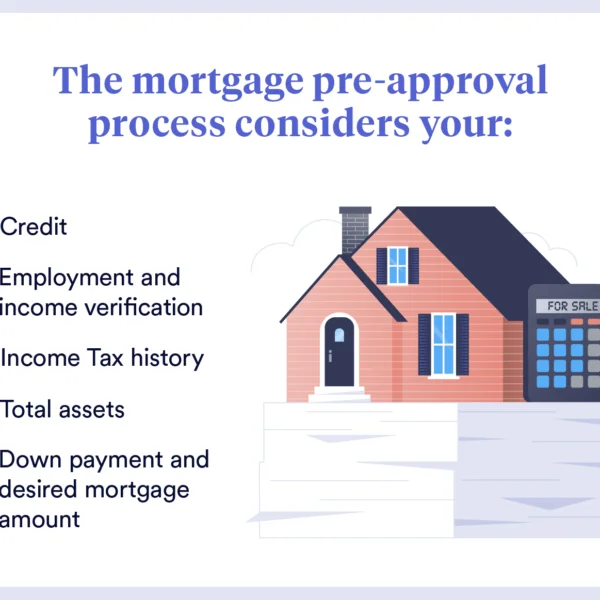 The mortgage pre-approval
process considers your:
Credit
Employment and
income verification
Income Tax history
Total assets
Down payment and
desired mortgage
amount
FOR SALE